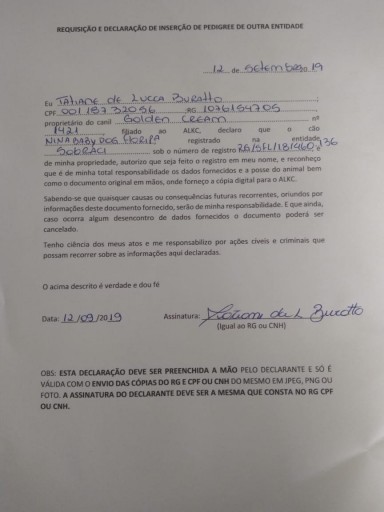 REQUISIÇÃO E DECLARAÇÃO DE INSERÇÃO DE PEDIGREE DE OUTRA ENTIDADE
12 de setembro 19
Eu TATIANE de LUCCA BURATTO,
CPF 001 187 320 56 RG 1076154705
proprietário do canil Golden CREAM, nº
1421, filiado ao ALKC, declaro que o cão
NINA BABY DOG FLORIPA registrado na entidade
SOBRACI sob o número de registro RG/SFL/18/460,36
de minha propriedade, autorizo que seja feito o registro em meu nome, e reconheço
que é de minha total responsabilidade os dados fornecidos e a posse do animal bem
como o documento original em mãos, onde forneço a cópia digital para o ALKC.
Sabendo-se que quaisquer causas ou consequências futuras recorrentes, oriundos por
informações deste documento fornecido, serão de minha responsabilidade. E que ainda,
caso ocorra algum desencontro de dados fornecidos o documento poderá ser
cancelado.
Tenho ciência dos meus atos e me responsabilizo por ações cíveis e criminais que
possam recorrer sobre as informações aqui declaradas.
O acima descrito é verdade e dou fé
Data: 12/09/2019 Assinatura: Tatiane de L Buratto
(Igual ao RG ou CNH)
OBS: ESTA DECLARAÇÃO DEVE SER PREENCHIDA A MÃO PELO DECLARANTE E SÓ É
VÁLIDA COM O ENVIO DAS CÓPIAS DO RG E CPF OU CNH DO MESMO EM JPEG, PNG OU
FOTO. A ASSINATURA DO DECLARANTE DEVE SER A MESMA QUE CONSTA NO RG CPF
OU CNH.